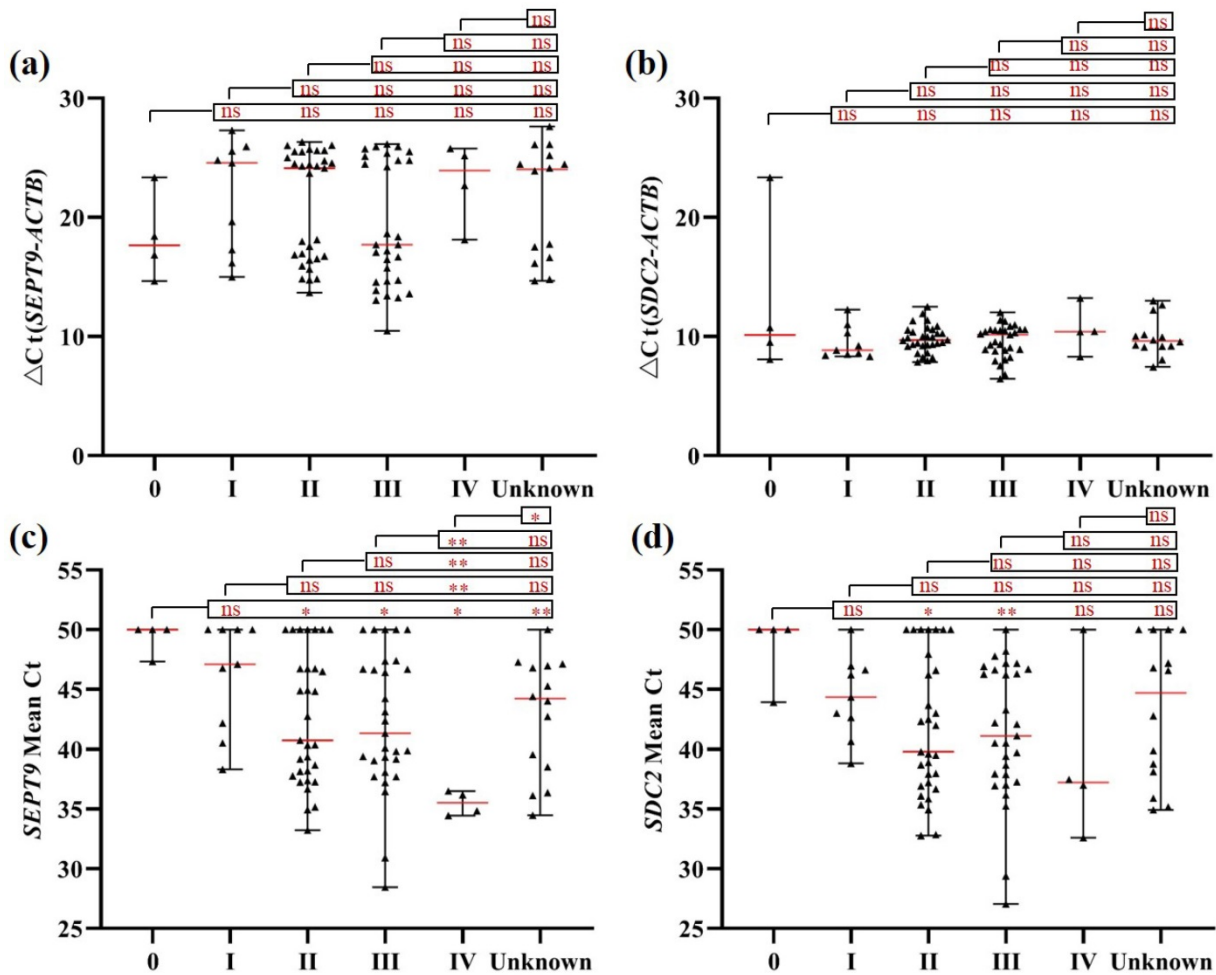 (a)
ns
ns ns
ns ns ns
ns ns ns ns
ns ns ns ns ns
△Ct(SEPT9-ACTB)
30
20
10
0
0 I II III IV Unknown
(b)
ns
ns ns
ns ns ns
ns ns ns ns
ns ns ns ns ns
△Ct(SDC2-ACTB)
30
20
10
0
0 I II III IV Unknown
(c)
*
** ns
ns ** ns
ns ns ** ns
ns * * * **
SEPT9 Mean Ct
55
50
45
40
35
30
25
0 I II III IV Unknown
(d)
ns
ns ns
ns ns ns
ns ns ns ns
ns * ** ns ns
SDC2 Mean Ct
55
50
45
40
35
30
25
0 I II III IV Unknown